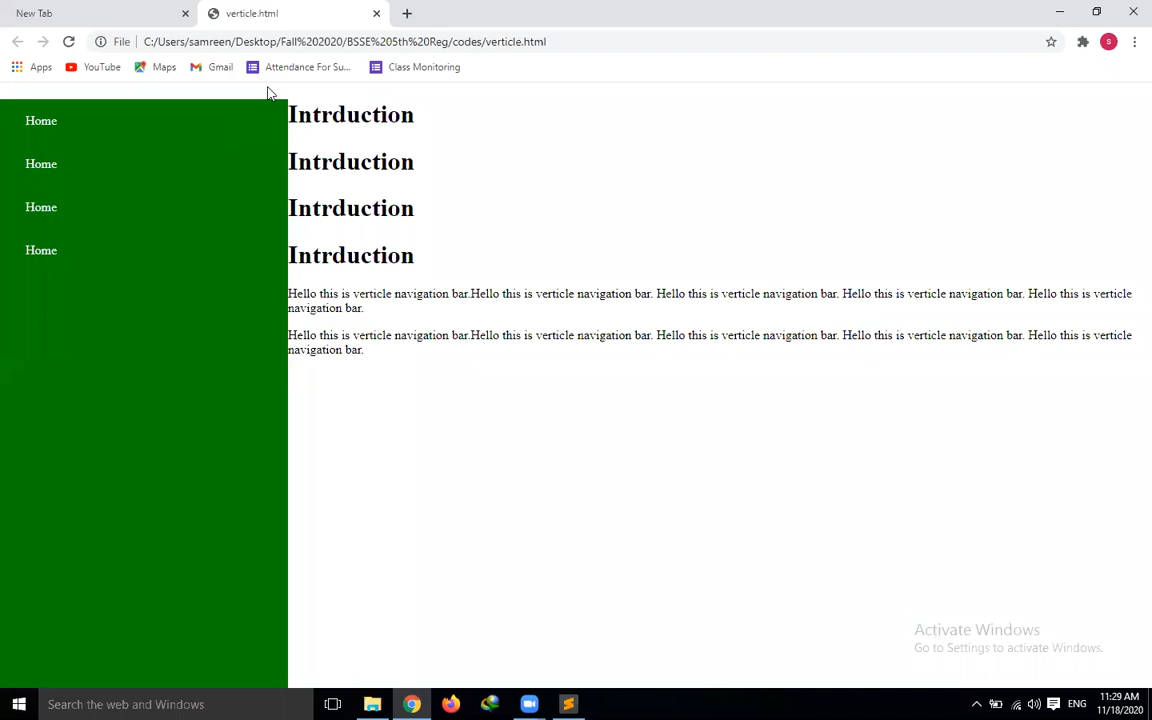 New Tab
verticle.html
File
C:/Users/samreen/Desktop/Fall%202020/BSSE%205th%20Reg/codes/verticle.html
S
Apps
YouTube
Maps
Gmail
Attendance For Su...
Class Monitoring
Home
Home
Home
Home
Intrduction
Intrduction
Intrduction
Intrduction
Hello this is verticle navigation bar.Hello this is verticle navigation bar. Hello this is verticle navigation bar. Hello this is verticle navigation bar. Hello this is verticle
navigation bar.
Hello this is verticle navigation bar.Hello this is verticle navigation bar. Hello this is verticle navigation bar. Hello this is verticle navigation bar. Hello this is verticle
navigation bar.
Activate Windows
Go to Settings to activate Windows.
Search the web and Windows
ENG
11:29 AM
11/18/2020